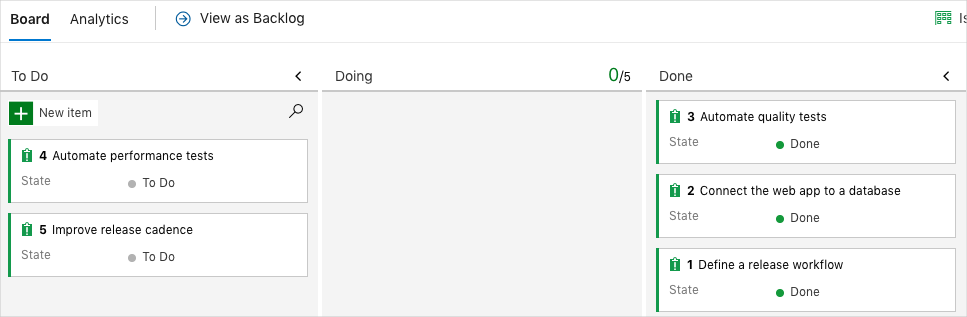 Board Analytics View as Backlog Is
To Do
New item
4 Automate performance tests
State To Do
5 Improve release cadence
State To Do
Doing 0/5
Done
3 Automate quality tests
State Done
2 Connect the web app to a database
State Done
1 Define a release workflow
State Done